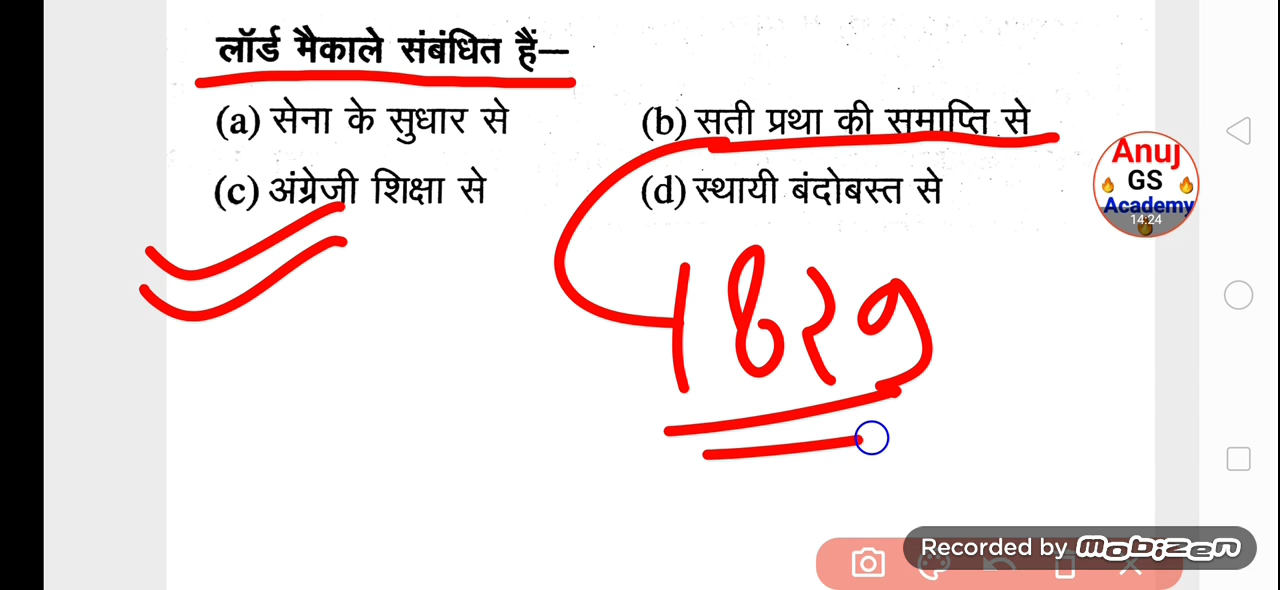 लॉर्ड मैकाले संबंधित हैं—
(a) सेना के सुधार से (b) सती प्रथा की समाप्ति से
(c) अंग्रेजी शिक्षा से (d) स्थायी बंदोबस्त से
1829
Anuj
GS
Academy
14:24
Recorded by Mobizen